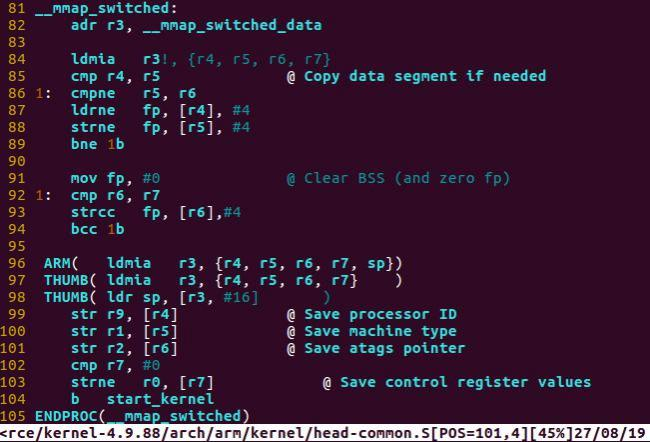 81 __mmap_switched:
82     adr r3, __mmap_switched_data
83
84     ldmia   r3!, {r4, r5, r6, r7}
85     cmp r4, r5              @ Copy data segment if needed
86 1:  cmpne   r5, r6
87     ldrne   fp, [r4], #4
88     strne   fp, [r5], #4
89     bne 1b
90
91     mov fp, #0              @ Clear BSS (and zero fp)
92 1:  cmp r6, r7
93     strcc   fp, [r6],#4
94     bcc 1b
95
96  ARM(   ldmia   r3, {r4, r5, r6, r7, sp})
97  THUMB( ldmia   r3, {r4, r5, r6, r7}    )
98  THUMB( ldr sp, [r3, #16]       )
99     str r9, [r4]            @ Save processor ID
100     str r1, [r5]            @ Save machine type
101     str r2, [r6]            @ Save atags pointer
102     cmp r7, #0
103     strne   r0, [r7]            @ Save control register values
104     b   start_kernel
105 ENDPROC(__mmap_switched)
<rce/kernel-4.9.88/arch/arm/kernel/head-common.S[POS=101,4][45%]27/08/19